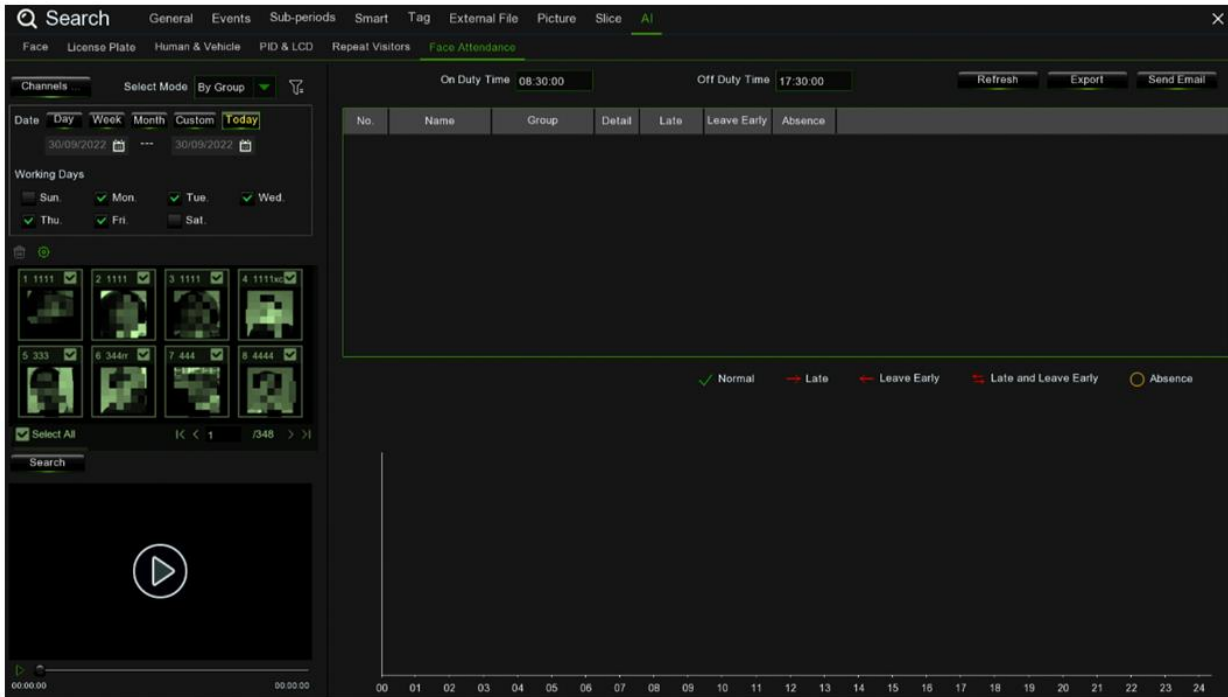 Search General Events Sub-periods Smart Tag External File Picture Slice AI
Face License Plate Human & Vehicle PID & LCD Repeat Visitors Face Attendance
Channels ... Select Mode By Group
Date Day Week Month Custom Today
30/09/2022 --- 30/09/2022
Working Days
Sun. Mon. Tue. Wed.
Thu. Fri. Sat.
1 1111 2 1111 3 1111 4 1111xc
5 333 6 344rr 7 444 8 4444
Select All 1 /348
Search
00:00:00 00:00:00
On Duty Time 08:30:00 Off Duty Time 17:30:00 Refresh Export Send Email
No. Name Group Detail Late Leave Early Absence
Normal Late Leave Early Late and Leave Early Absence
00 01 02 03 04 05 06 07 08 09 10 11 12 13 14 15 16 17 18 19 20 21 22 23 24